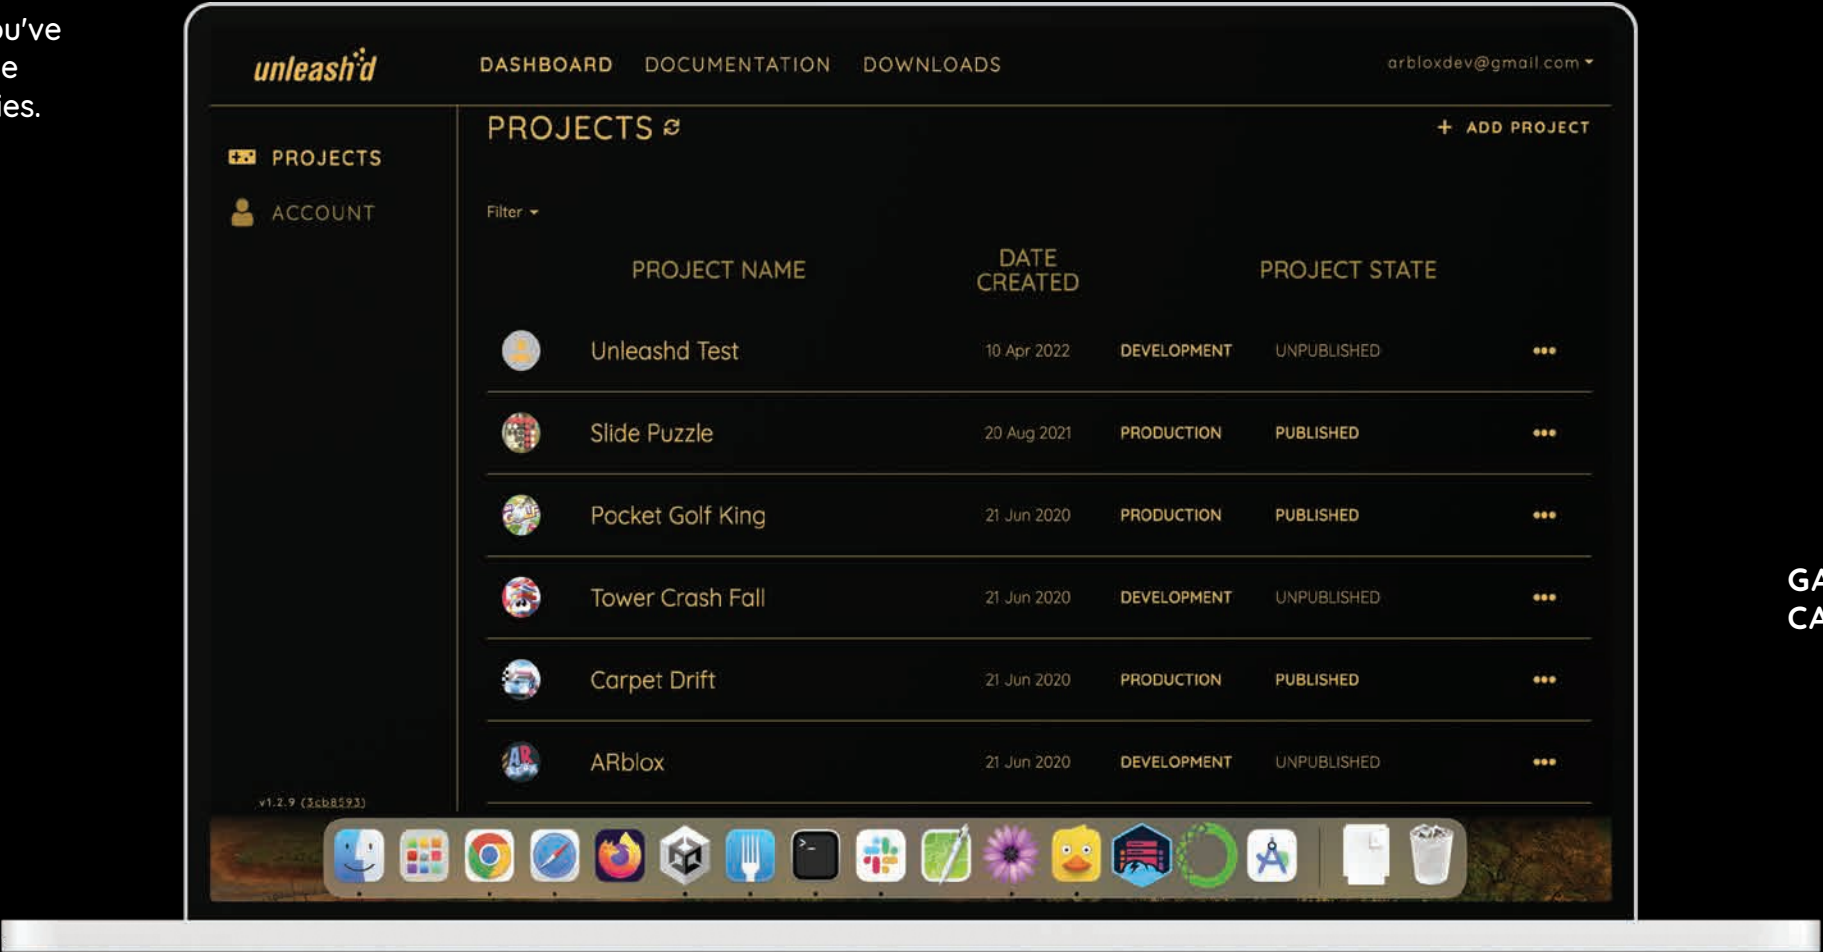 ou've
e
ies.
unleash'd
DASHBOARD DOCUMENTATION DOWNLOADS
arbloxdev@gmail.com
PROJECTS
ACCOUNT
PROJECTS
+ ADD PROJECT
Filter
PROJECT NAME
DATE
CREATED
PROJECT STATE
Unleashd Test 10 Apr 2022 DEVELOPMENT UNPUBLISHED
Slide Puzzle 20 Aug 2021 PRODUCTION PUBLISHED
Pocket Golf King 21 Jun 2020 PRODUCTION PUBLISHED
Tower Crash Fall 21 Jun 2020 DEVELOPMENT UNPUBLISHED
Carpet Drift 21 Jun 2020 PRODUCTION PUBLISHED
ARblox 21 Jun 2020 DEVELOPMENT UNPUBLISHED
v1.2.9 (3cb8593)
GA
CA